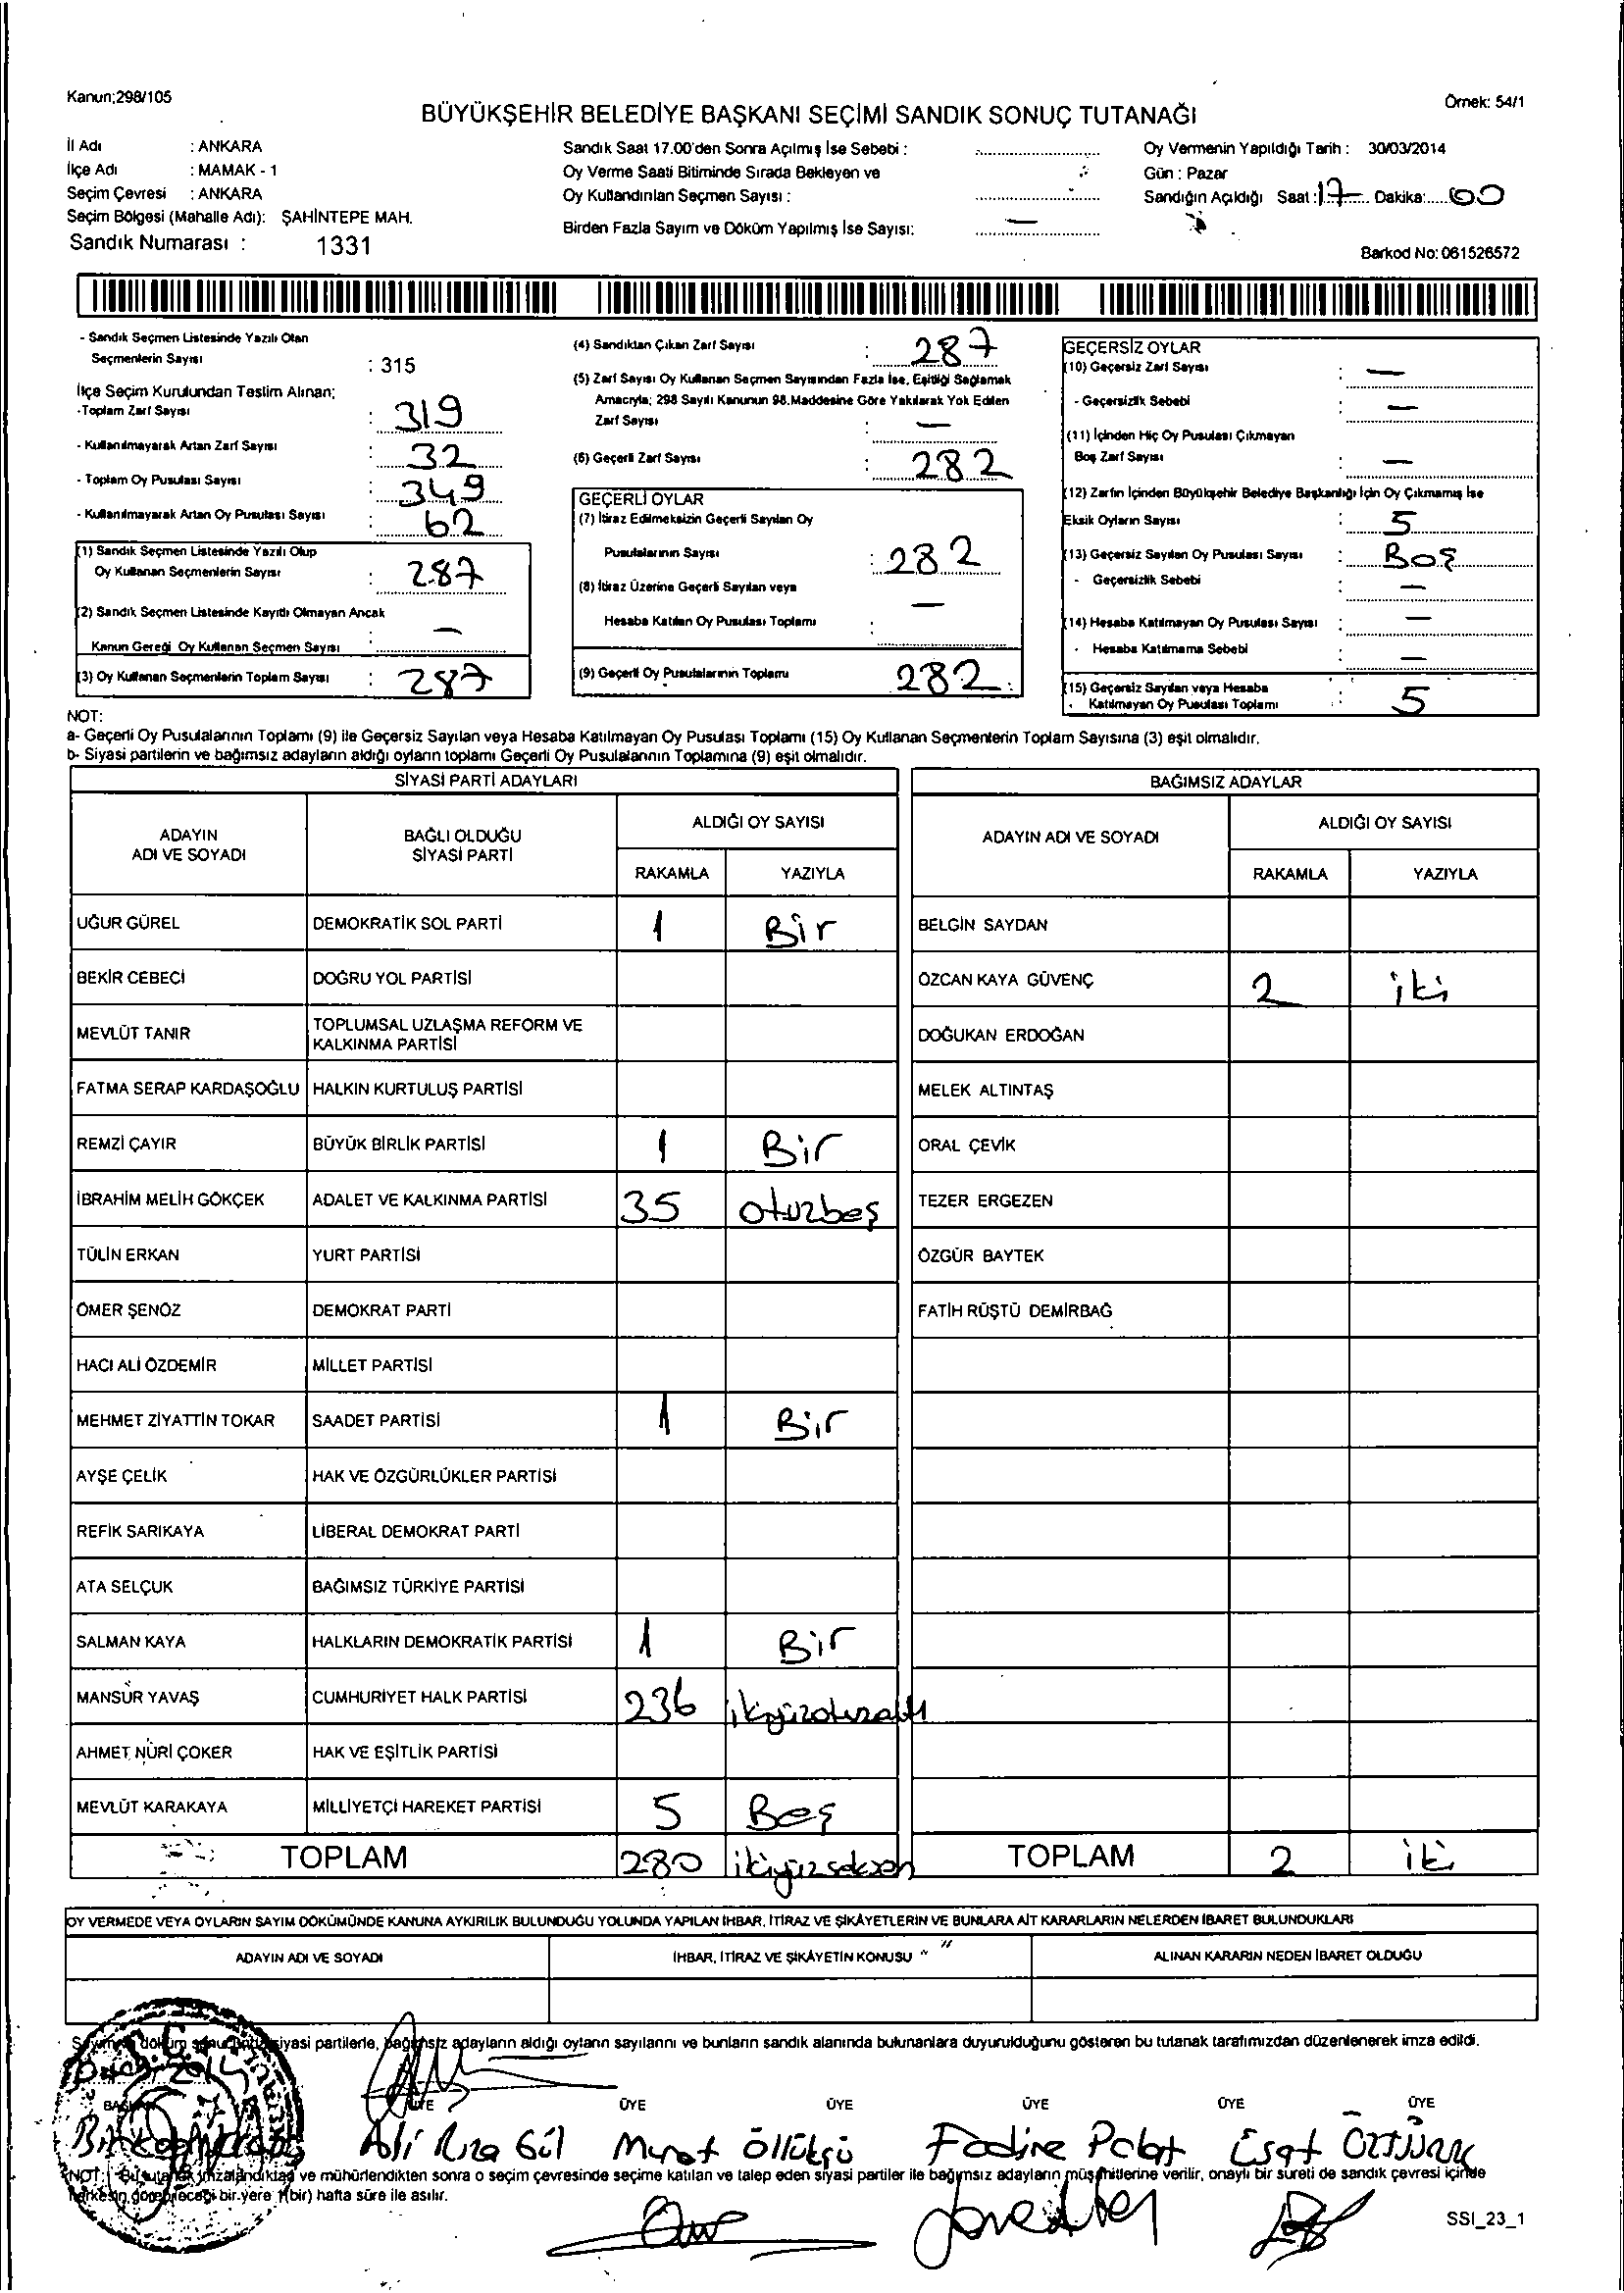 Kanun;298/105
Örnek: 54/1
BÜYÜKŞEHİR BELEDİYE BAŞKANI SEÇİMİ SANDIK SONUÇ TUTANAĞI
İl Adı : ANKARA
İlçe Adı : MAMAK - 1
Seçim Çevresi : ANKARA
Seçim Bölgesi (Mahalle Adı): ŞAHİNTEPE MAH.
Sandık Numarası : 1331
Sandık Saat 17.00'den Sonra Açılmış İse Sebebi :
Oy Verme Saati Bitiminde Sırada Bekleyen ve
Oy Kullandırılan Seçmen Sayısı :
Birden Fazla Sayım ve Döküm Yapılmış İse Sayısı: —
Oy Vermenin Yapıldığı Tarih : 30/03/2014
Gün : Pazar
Sandığın Açıldığı Saat : 17 Dakika: 00
Barkod No: 061526572
- Sandık Seçmen Listesinde Yazılı Olan
Seçmenlerin Sayısı : 315
İlçe Seçim Kurulundan Teslim Alınan;
-Toplam Zarf Sayısı : 319
- Kullanılmayarak Artan Zarf Sayısı : 32
- Toplam Oy Pusulası Sayısı : 349
- Kullanılmayarak Artan Oy Pusulası Sayısı : 62
(1) Sandık Seçmen Listesinde Yazılı Olup
Oy Kullanan Seçmenlerin Sayısı : 287
(2) Sandık Seçmen Listesinde Kayıtlı Olmayan Ancak
Kanun Gereği Oy Kullanan Seçmen Sayısı : —
(3) Oy Kullanan Seçmenlerin Toplam Sayısı : 287
(4) Sandıktan Çıkan Zarf Sayısı : 287
(5) Zarf Sayısı Oy Kullanan Seçmen Sayısından Fazla İse, Eşitliği Sağlamak
Amacıyla; 298 Sayılı Kanunun 98.Maddesine Göre Yakılarak Yok Edilen
Zarf Sayısı : —
(6) Geçerli Zarf Sayısı : 282
GEÇERLİ OYLAR
(7) İtiraz Edilmeksizin Geçerli Sayılan Oy
Pusulalarının Sayısı : 282
(8) İtiraz Üzerine Geçerli Sayılan veya
Hesaba Katılan Oy Pusulası Toplamı : —
(9) Geçerli Oy Pusulalarının Toplamı 282
GEÇERSİZ OYLAR
(10) Geçersiz Zarf Sayısı : —
- Geçersizlik Sebebi : —
(11) İçinden Hiç Oy Pusulası Çıkmayan
Boş Zarf Sayısı : —
(12) Zarfın İçinden Büyükşehir Belediye Başkanlığı İçin Oy Çıkmamış İse
Eksik Oyların Sayısı : 5
(13) Geçersiz Sayılan Oy Pusulası Sayısı : Boş
- Geçersizlik Sebebi : —
(14) Hesaba Katılmayan Oy Pusulası Sayısı : —
- Hesaba Katılmama Sebebi : —
(15) Geçersiz Sayılan veya Hesaba
Katılmayan Oy Pusulası Toplamı : 5
NOT:
a- Geçerli Oy Pusulalarının Toplamı (9) ile Geçersiz Sayılan veya Hesaba Katılmayan Oy Pusulası Toplamı (15) Oy Kullanan Seçmenlerin Toplam Sayısına (3) eşit olmalıdır.
b- Siyasi partilerin ve bağımsız adayların aldığı oyların toplamı Geçerli Oy Pusulalarının Toplamına (9) eşit olmalıdır.
SİYASİ PARTİ ADAYLARI
ADAYIN ADI VE SOYADI BAĞLI OLDUĞU SİYASİ PARTİ ALDIĞI OY SAYISI
RAKAMLA YAZIYLA
UĞUR GÜREL DEMOKRATİK SOL PARTİ 1 Bir
BEKİR CEBECİ DOĞRU YOL PARTİSİ
MEVLÜT TANIR TOPLUMSAL UZLAŞMA REFORM VE KALKINMA PARTİSİ
FATMA SERAP KARDAŞOĞLU HALKIN KURTULUŞ PARTİSİ
REMZİ ÇAYIR BÜYÜK BİRLİK PARTİSİ 1 Bir
İBRAHİM MELİH GÖKÇEK ADALET VE KALKINMA PARTİSİ 35 otuzbeş
TÜLİN ERKAN YURT PARTİSİ
ÖMER ŞENÖZ DEMOKRAT PARTİ
HACI ALİ ÖZDEMİR MİLLET PARTİSİ
MEHMET ZİYATTİN TOKAR SAADET PARTİSİ 1 Bir
AYŞE ÇELİK HAK VE ÖZGÜRLÜKLER PARTİSİ
REFİK SARIKAYA LİBERAL DEMOKRAT PARTİ
ATA SELÇUK BAĞIMSIZ TÜRKİYE PARTİSİ
SALMAN KAYA HALKLARIN DEMOKRATİK PARTİSİ 1 Bir
MANSUR YAVAŞ CUMHURİYET HALK PARTİSİ 236 ikiyüzotuzaltı
AHMET NURİ ÇOKER HAK VE EŞİTLİK PARTİSİ
MEVLÜT KARAKAYA MİLLİYETÇİ HAREKET PARTİSİ 5 Beş
TOPLAM 280 ikiyüzseksen
BAĞIMSIZ ADAYLAR
ADAYIN ADI VE SOYADI ALDIĞI OY SAYISI
RAKAMLA YAZIYLA
BELGİN SAYDAN
ÖZCAN KAYA GÜVENÇ 2 iki
DOĞUKAN ERDOĞAN
MELEK ALTINTAŞ
ORAL ÇEVİK
TEZER ERGEZEN
ÖZGÜR BAYTEK
FATİH RÜŞTÜ DEMİRBAĞ
TOPLAM 2 iki
OY VERMEDE VEYA OYLARIN SAYIM DÖKÜMÜNDE KANUNA AYKIRILIK BULUNDUĞU YOLUNDA YAPILAN İHBAR, İTİRAZ VE ŞİKÂYETLERİN VE BUNLARA AİT KARARLARIN NELERDEN İBARET BULUNDUKLARI
ADAYIN ADI VE SOYADI İHBAR, İTİRAZ VE ŞİKÂYETİN KONUSU ALINAN KARARIN NEDEN İBARET OLDUĞU
siyasi partilerle, bağımsız adayların aldığı oyların sayılarını ve bunların sandık alanında bulunanlara duyurulduğunu gösteren bu tutanak tarafımızdan düzenlenerek imza edildi.
ÜYE ÜYE ÜYE ÜYE ÜYE
Ali Rıza Gül Murat Fadine Polat Esat ÖZTÜRK
NOT: Bu tutanak imzalandıktan ve mühürlendikten sonra o seçim çevresinde seçime katılan ve talep eden siyasi partiler ile bağımsız adayların müşahitlerine verilir, onaylı bir sureti de sandık çevresi içinde
herkesin görebileceği bir yere 1(bir) hafta süre ile asılır.
SSI_23_1